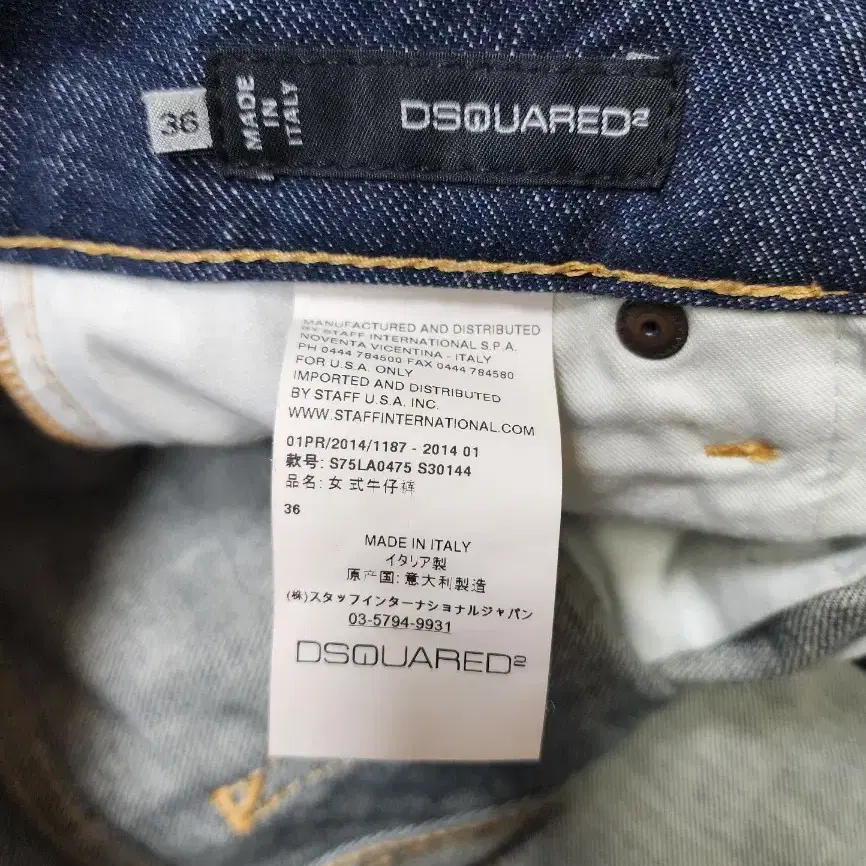 36
MADE
IN
ITALY
DSQUARED²
MANUFACTURED AND DISTRIBUTED
BY STAFF INTERNATIONAL S.P.A.
NOVENTA VICENTINA - ITALY
PH 0444 784500 FAX 0444 784580
FOR U.S.A. ONLY
IMPORTED AND DISTRIBUTED
BY STAFF U.S.A. INC.
WWW.STAFFINTERNATIONAL.COM
01PR/2014/1187 - 2014 01
款号: S75LA0475 S30144
品名: 女式牛仔裤
36
MADE IN ITALY
イタリア製
原产国: 意大利製造
(株)スタッフインターナショナルジャパン
03-5794-9931
DSQUARED²